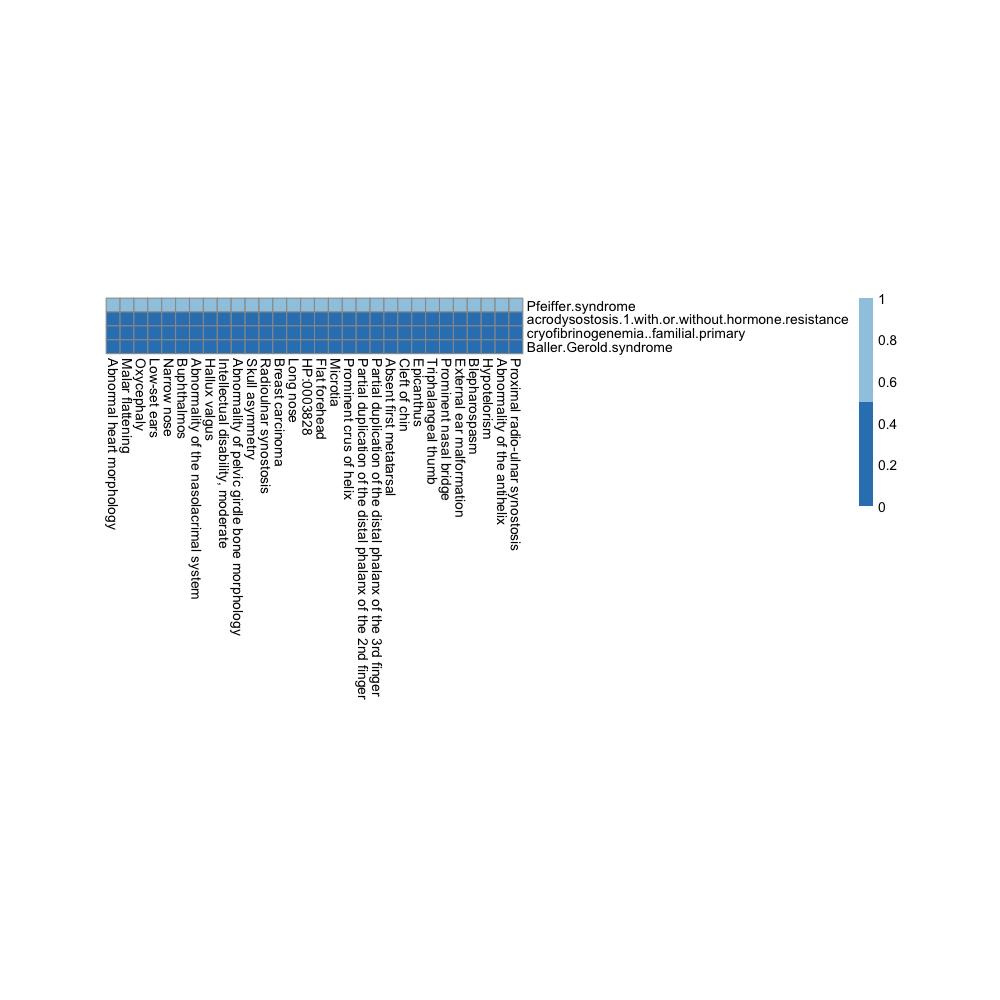 Pfeiffer.syndrome
acrodysostosis.1.with.or.without.hormone.resistance
cryofibrinogenemia..familial.primary
Baller.Gerold.syndrome
1
0.8
0.6
0.4
0.2
0
Abnormal heart morphology
Malar flattening
Oxycephaly
Low-set ears
Narrow nose
Buphthalmos
Abnormality of the nasolacrimal system
Hallux valgus
Intellectual disability, moderate
Abnormality of pelvic girdle bone morphology
Skull asymmetry
Radioulnar synostosis
Breast carcinoma
Long nose
HP:0003828
Flat forehead
Microtia
Prominent crus of helix
Partial duplication of the distal phalanx of the 2nd finger
Partial duplication of the distal phalanx of the 3rd finger
Absent first metatarsal
Cleft of chin
Epicanthus
Triphalangeal thumb
Prominent nasal bridge
External ear malformation
Blepharospasm
Hypotelorism
Abnormality of the antihelix
Proximal radio-ulnar synostosis